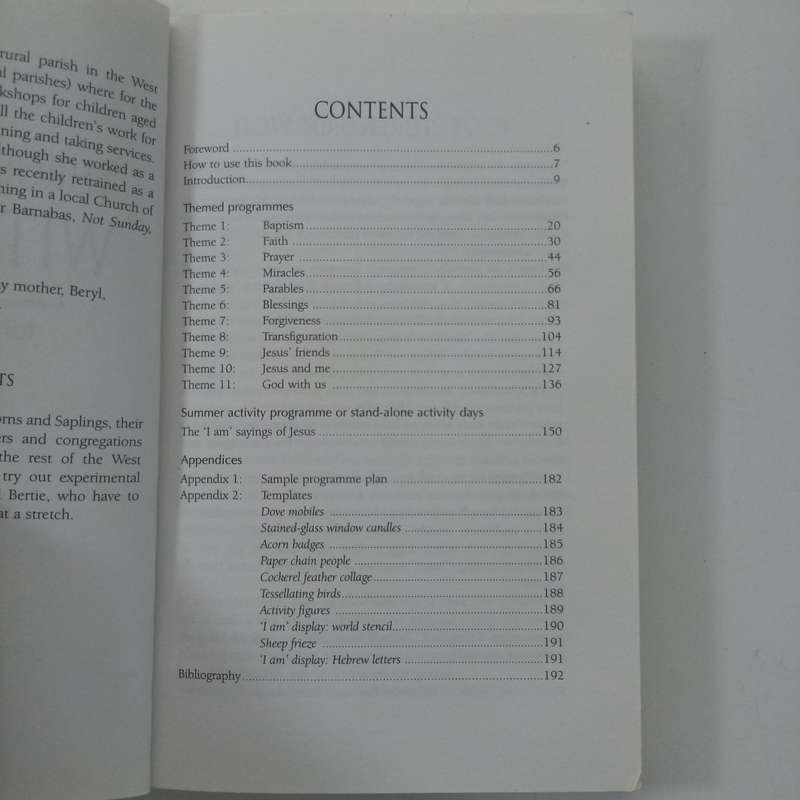 rural parish in the West
parishes) where for the
kshops for children aged
ll the children's work for
ning and taking services.
lthough she worked as a
s recently retrained as a
ning in a local Church of
r Barnabas, Not Sunday,
y mother, Beryl,
TS
orns and Saplings, their
ers and congregations
the rest of the West
try out experimental
Bertie, who have to
at a stretch.
CONTENTS
Foreword 6
How to use this book 7
Introduction 9
Themed programmes
Theme 1: Baptism 20
Theme 2: Faith 30
Theme 3: Prayer 44
Theme 4: Miracles 56
Theme 5: Parables 66
Theme 6: Blessings 81
Theme 7: Forgiveness 93
Theme 8: Transfiguration 104
Theme 9: Jesus' friends 114
Theme 10: Jesus and me 127
Theme 11: God with us 136
Summer activity programme or stand-alone activity days
The 'I am' sayings of Jesus 150
Appendices
Appendix 1: Sample programme plan 182
Appendix 2: Templates
Dove mobiles 183
Stained-glass window candles 184
Acorn badges 185
Paper chain people 186
Cockerel feather collage 187
Tessellating birds 188
Activity figures 189
'I am' display: world stencil 190
Sheep frieze 191
'I am' display: Hebrew letters 191
Bibliography 192